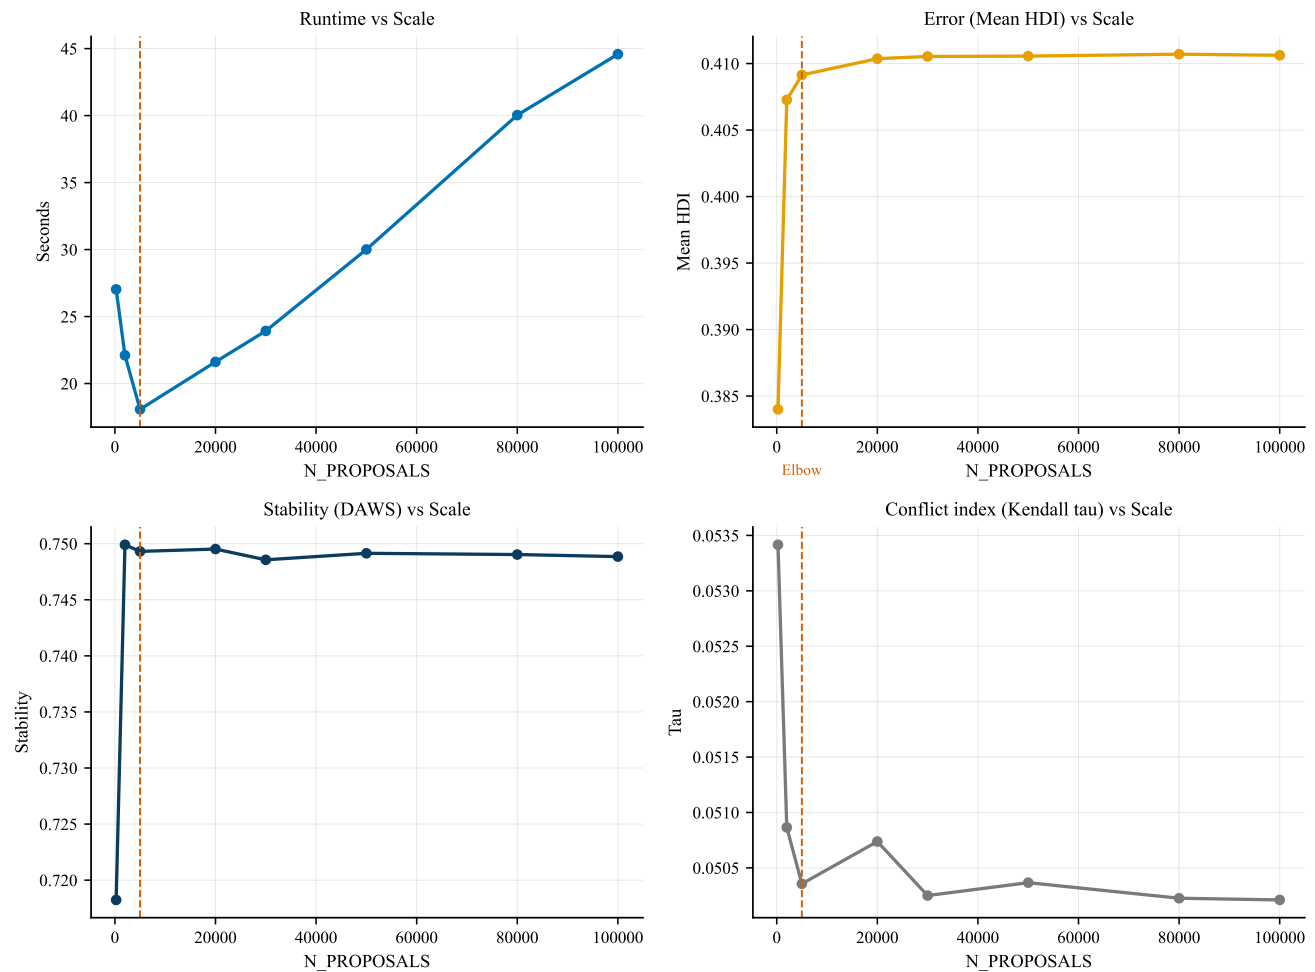 Runtime vs Scale
45
40
35
30
25
20
Seconds
0 20000 40000 60000 80000 100000
N_PROPOSALS
Error (Mean HDI) vs Scale
0.410
0.405
0.400
0.395
0.390
0.385
Mean HDI
0 20000 40000 60000 80000 100000
Elbow
N_PROPOSALS
Stability (DAWS) vs Scale
0.750
0.745
0.740
0.735
0.730
0.725
0.720
Stability
0 20000 40000 60000 80000 100000
N_PROPOSALS
Conflict index (Kendall tau) vs Scale
0.0535
0.0530
0.0525
0.0520
0.0515
0.0510
0.0505
Tau
0 20000 40000 60000 80000 100000
N_PROPOSALS